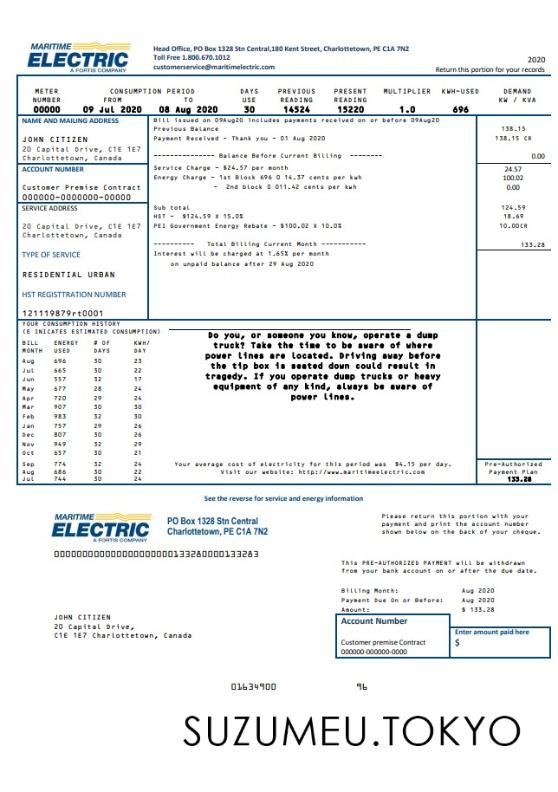 MARITIME
ELECTRIC
A FORTIS COMPANY
Head Office, PO Box 1328 Stn Central,180 Kent Street, Charlottetown, PE C1A 7N2
Toll Free 1.800.670.1012
customerservice@maritimelectric.com
2020
Return this portion for your records
METER CONSUMPTION PERIOD DAYS PREVIOUS PRESENT MULTIPLIER KWH-USED DEMAND
NUMBER FROM TO USE READING READING KW / KVA
00000 09 Jul 2020 08 Aug 2020 30 14524 15220 1.0 696
NAME AND MAILING ADDRESS
JOHN CITIZEN
20 Capital Drive, C1E 1E7
Charlottetown, Canada
ACCOUNT NUMBER
Customer Premise Contract
000000-0000000-00000
SERVICE ADDRESS
20 Capital Drive, C1E 1E7
Charlottetown, Canada
TYPE OF SERVICE
RESIDENTIAL URBAN
HST REGISTTRATION NUMBER
121119879rt0001
Bill issued on 09Aug20 includes payments received on or before 09Aug20
Previous Balance 138.15
Payment Received - Thank you - 01 Aug 2020 138.15 CR
--------------- Balance Before Current Billing -------- 0.00
Service Charge - $24.57 per month 24.57
Energy Charge - 1st Block 696 @ 14.37 cents per kwh 100.02
- 2nd block @ 011.42 cents per kwh 0.00
Sub total 124.59
HST - $124.59 X 15.0% 18.69
PEI Government Energy Rebate - $100.02 X 10.0% 10.00CR
---------- Total Billing Current Month ----------- 133.28
Interest will be charged at 1.65% per month
on unpaid balance after 29 Aug 2020
YOUR CONSUMPTION HISTORY
(E INICATES ESTIMATED CONSUMPTION)
BILL ENERGY # OF KWH/
MONTH USED DAYS DAY
Aug 696 30 23
Jul 665 30 22
Jun 557 32 17
May 677 28 24
Apr 720 29 24
Mar 907 30 30
Feb 983 32 30
Jan 757 29 26
Dec 807 30 26
Nov 949 32 29
Oct 657 30 21
Sep 774 32 24
Aug 686 30 22
Jul 744 30 24
Do you, or someone you know, operate a dump
truck? Take the time to be aware of where
power lines are located. Driving away before
the tip box is seated down could result in
tragedy. If you operate dump trucks or heavy
equipment of any kind, always be aware of
power lines.
Your average cost of electricity for this period was $4.15 per day.
Visit our website: http://www.maritimeelectric.com
Pre-Authorized
Payment Plan
133.28
See the reverse for service and energy information
MARITIME
ELECTRIC
A FORTIS COMPANY
PO Box 1328 Stn Central
Charlottetown, PE C1A 7N2
Please return this portion with your
payment and print the account number
shown below on the back of your cheque.
This PRE-AUTHORIZED PAYMENT will be withdrawn
from your bank account on or after the due date.
Billing Month: Aug 2020
Payment Due On or Before: Aug 2020
Amount: $ 133.28
JOHN CITIZEN
20 Capital Drive,
C1E 1E7 Charlottetown, Canada
Account Number
Customer premise Contract
000000-000000-0000
Enter amount paid here
$
01634900 96
SUZUMEU.TOKYO